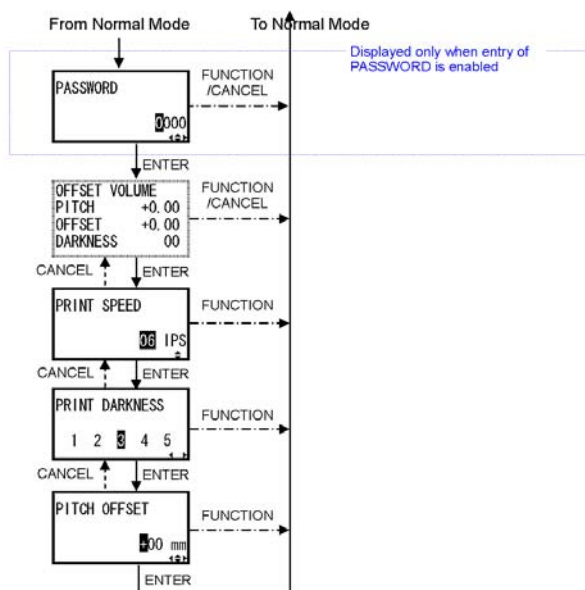 From Normal Mode
To Normal Mode
Displayed only when entry of
PASSWORD is enabled
PASSWORD
0000
FUNCTION
/CANCEL
ENTER
OFFSET VOLUME
PITCH +0.00
OFFSET +0.00
DARKNESS 00
FUNCTION
/CANCEL
CANCEL
ENTER
PRINT SPEED
06 IPS
FUNCTION
CANCEL
ENTER
PRINT DARKNESS
1 2 3 4 5
FUNCTION
CANCEL
ENTER
PITCH OFFSET
+00 mm
FUNCTION
ENTER